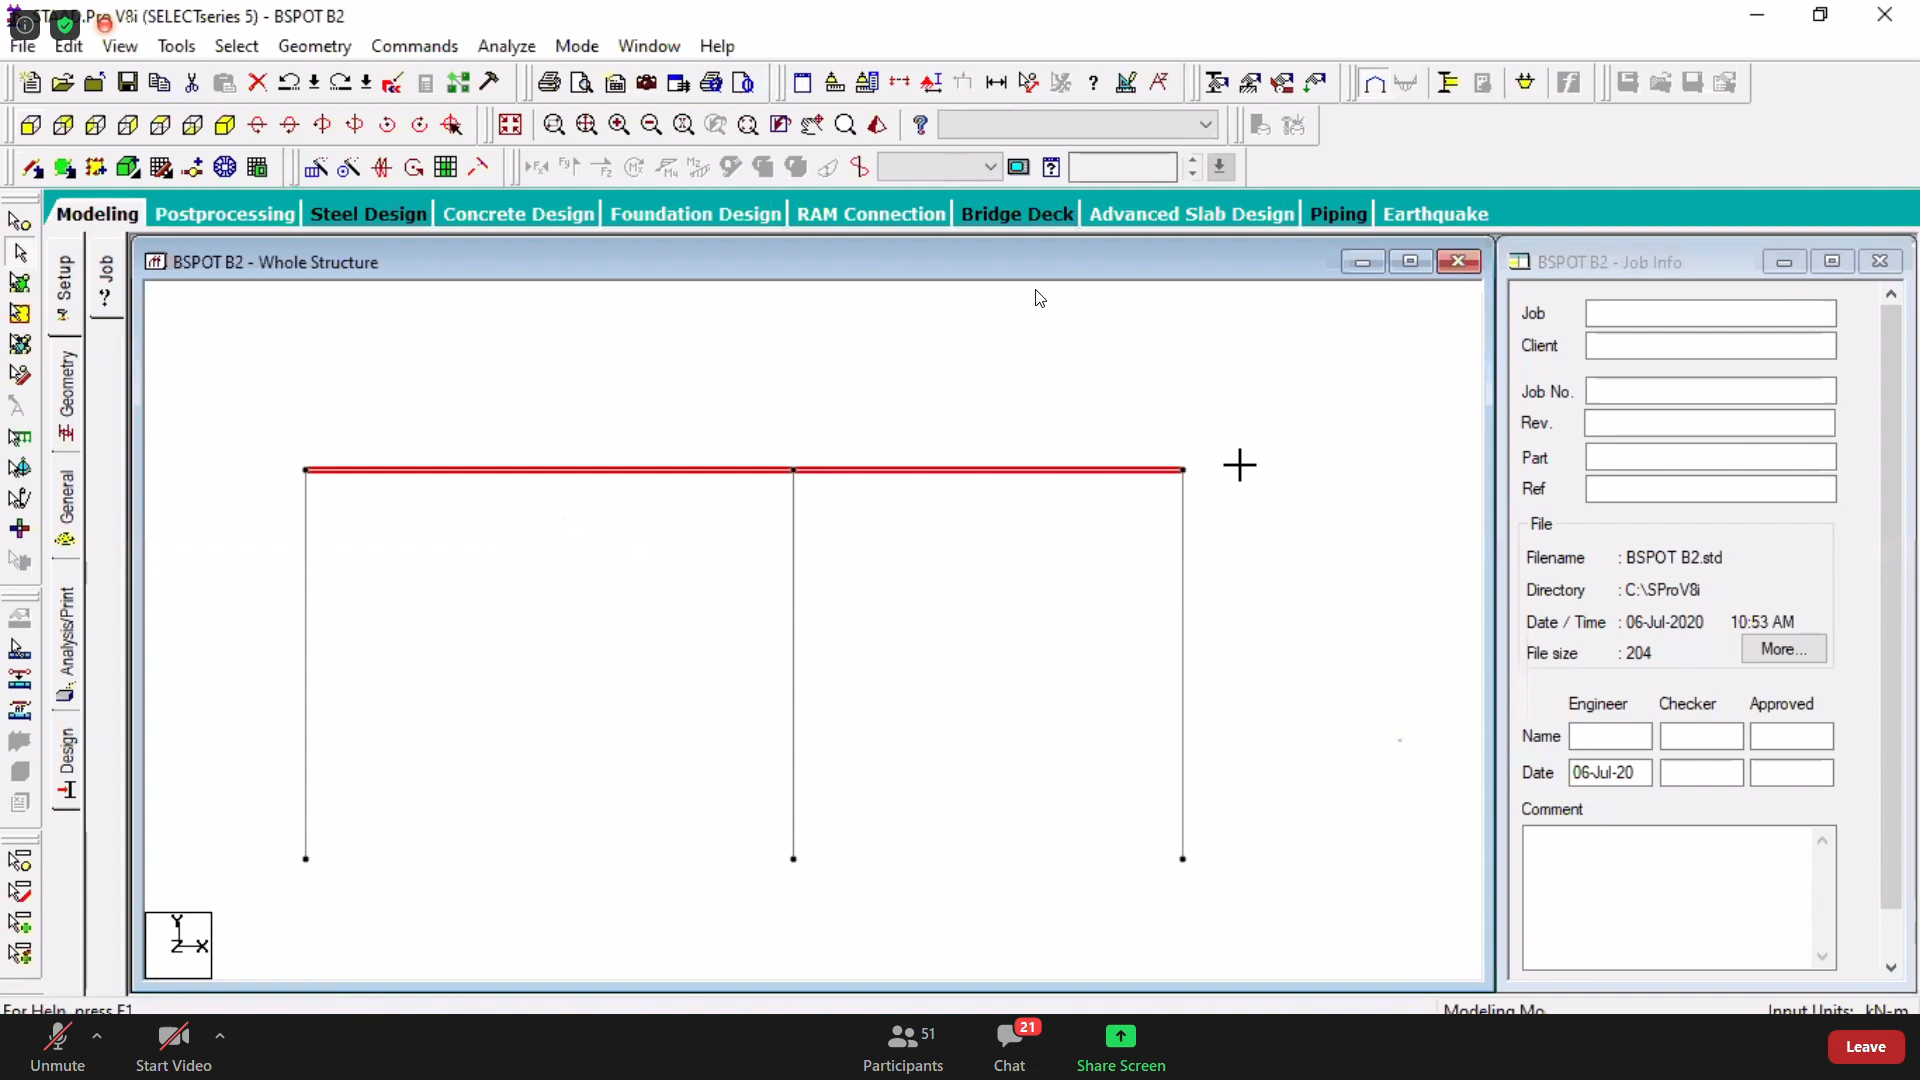 STAAD.Pro V8i (SELECTseries 5) - BSPOT B2
File Edit View Tools Select Geometry Commands Analyze Mode Window Help
Modeling Postprocessing Steel Design Concrete Design Foundation Design RAM Connection Bridge Deck Advanced Slab Design Piping Earthquake
Setup
Geometry
General
Analysis/Print
Design
Job
BSPOT B2 - Whole Structure
Y
Z X
BSPOT B2 - Job Info
Job
Client
Job No.
Rev.
Part
Ref
File
Filename : BSPOT B2.std
Directory : C:\SProV8i
Date / Time : 06-Jul-2020 10:53 AM
File size : 204
More...
Engineer Checker Approved
Name
Date 06-Jul-20
Comment
For Help, press F1
Modeling Mo
Input Units: kN-m
Unmute
Start Video
51
Participants
21
Chat
Share Screen
Leave